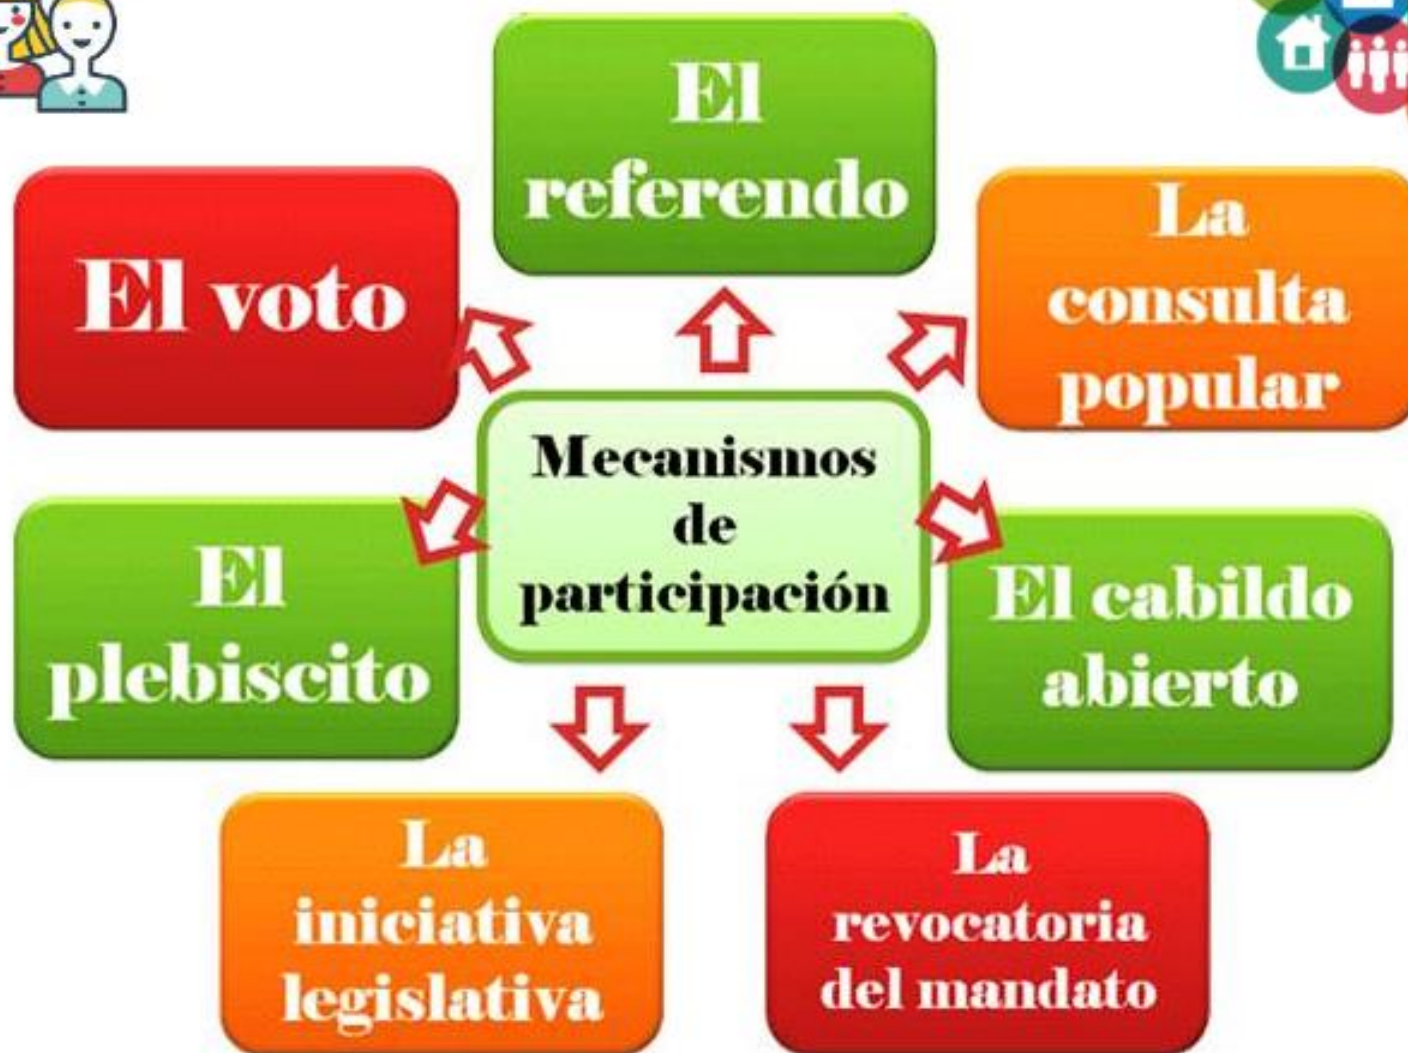 El
referendo
El voto
La
consulta
popular
Mecanismos
de
participación
El
plebiscito
El cabildo
abierto
La
iniciativa
legislativa
La
revocatoria
del mandato